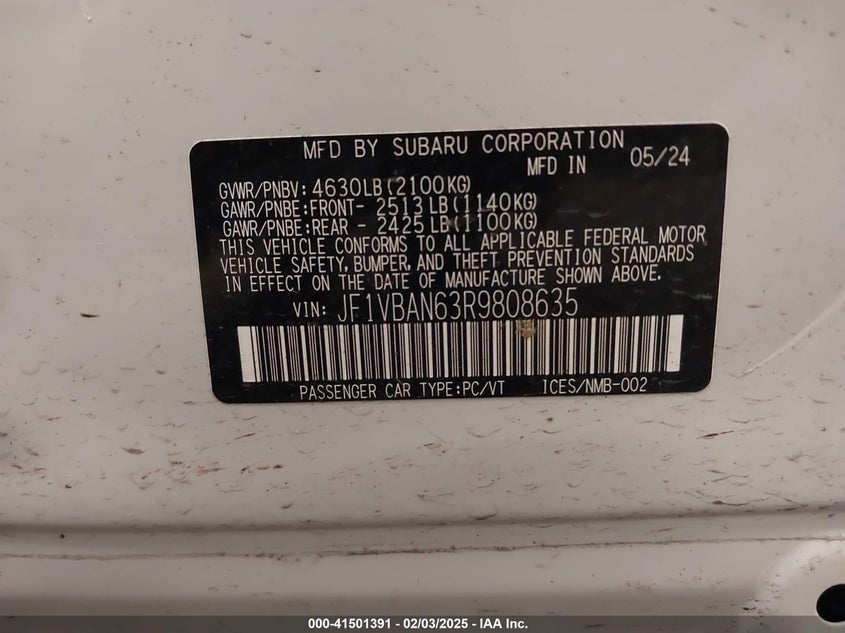 MFD BY SUBARU CORPORATION
MFD IN 05/24
GVWR/PNBV: 4630LB(2100KG)
GAWR/PNBE:FRONT- 2513LB(1140KG)
GAWR/PNBE:REAR - 2425LB(1100KG)
THIS VEHICLE CONFORMS TO ALL APPLICABLE FEDERAL MOTOR
VEHICLE SAFETY, BUMPER, AND THEFT PREVENTION STANDARDS
IN EFFECT ON THE DATE OF MANUFACTURE SHOWN ABOVE.
VIN: JF1VBAN63R9808635
PASSENGER CAR TYPE:PC/VT ICES/NMB-002
000-41501391 - 02/03/2025 - IAA Inc.